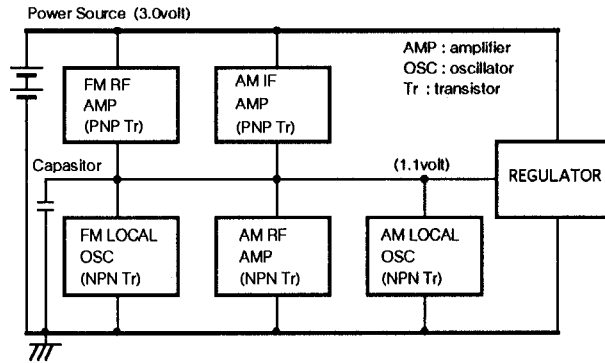 Power Source (3.0volt)
AMP : amplifier
OSC : oscillator
Tr : transistor
FM RF
AMP
(PNP Tr)
AM IF
AMP
(PNP Tr)
Capasitor
(1.1volt)
REGULATOR
FM LOCAL
OSC
(NPN Tr)
AM RF
AMP
(NPN Tr)
AM LOCAL
OSC
(NPN Tr)